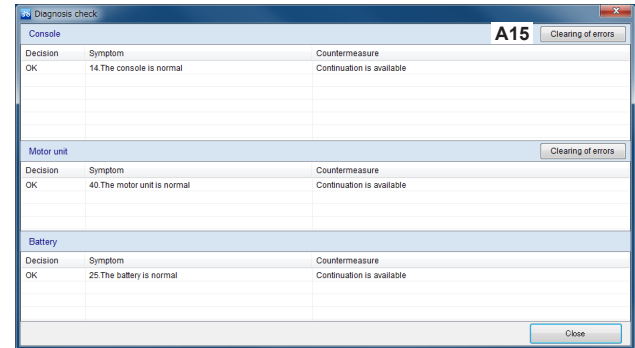 Diagnosis check
Console A15 Clearing of errors
Decision Symptom Countermeasure
OK 14.The console is normal Continuation is available
Motor unit Clearing of errors
Decision Symptom Countermeasure
OK 40.The motor unit is normal Continuation is available
Battery
Decision Symptom Countermeasure
OK 25.The battery is normal Continuation is available
Close